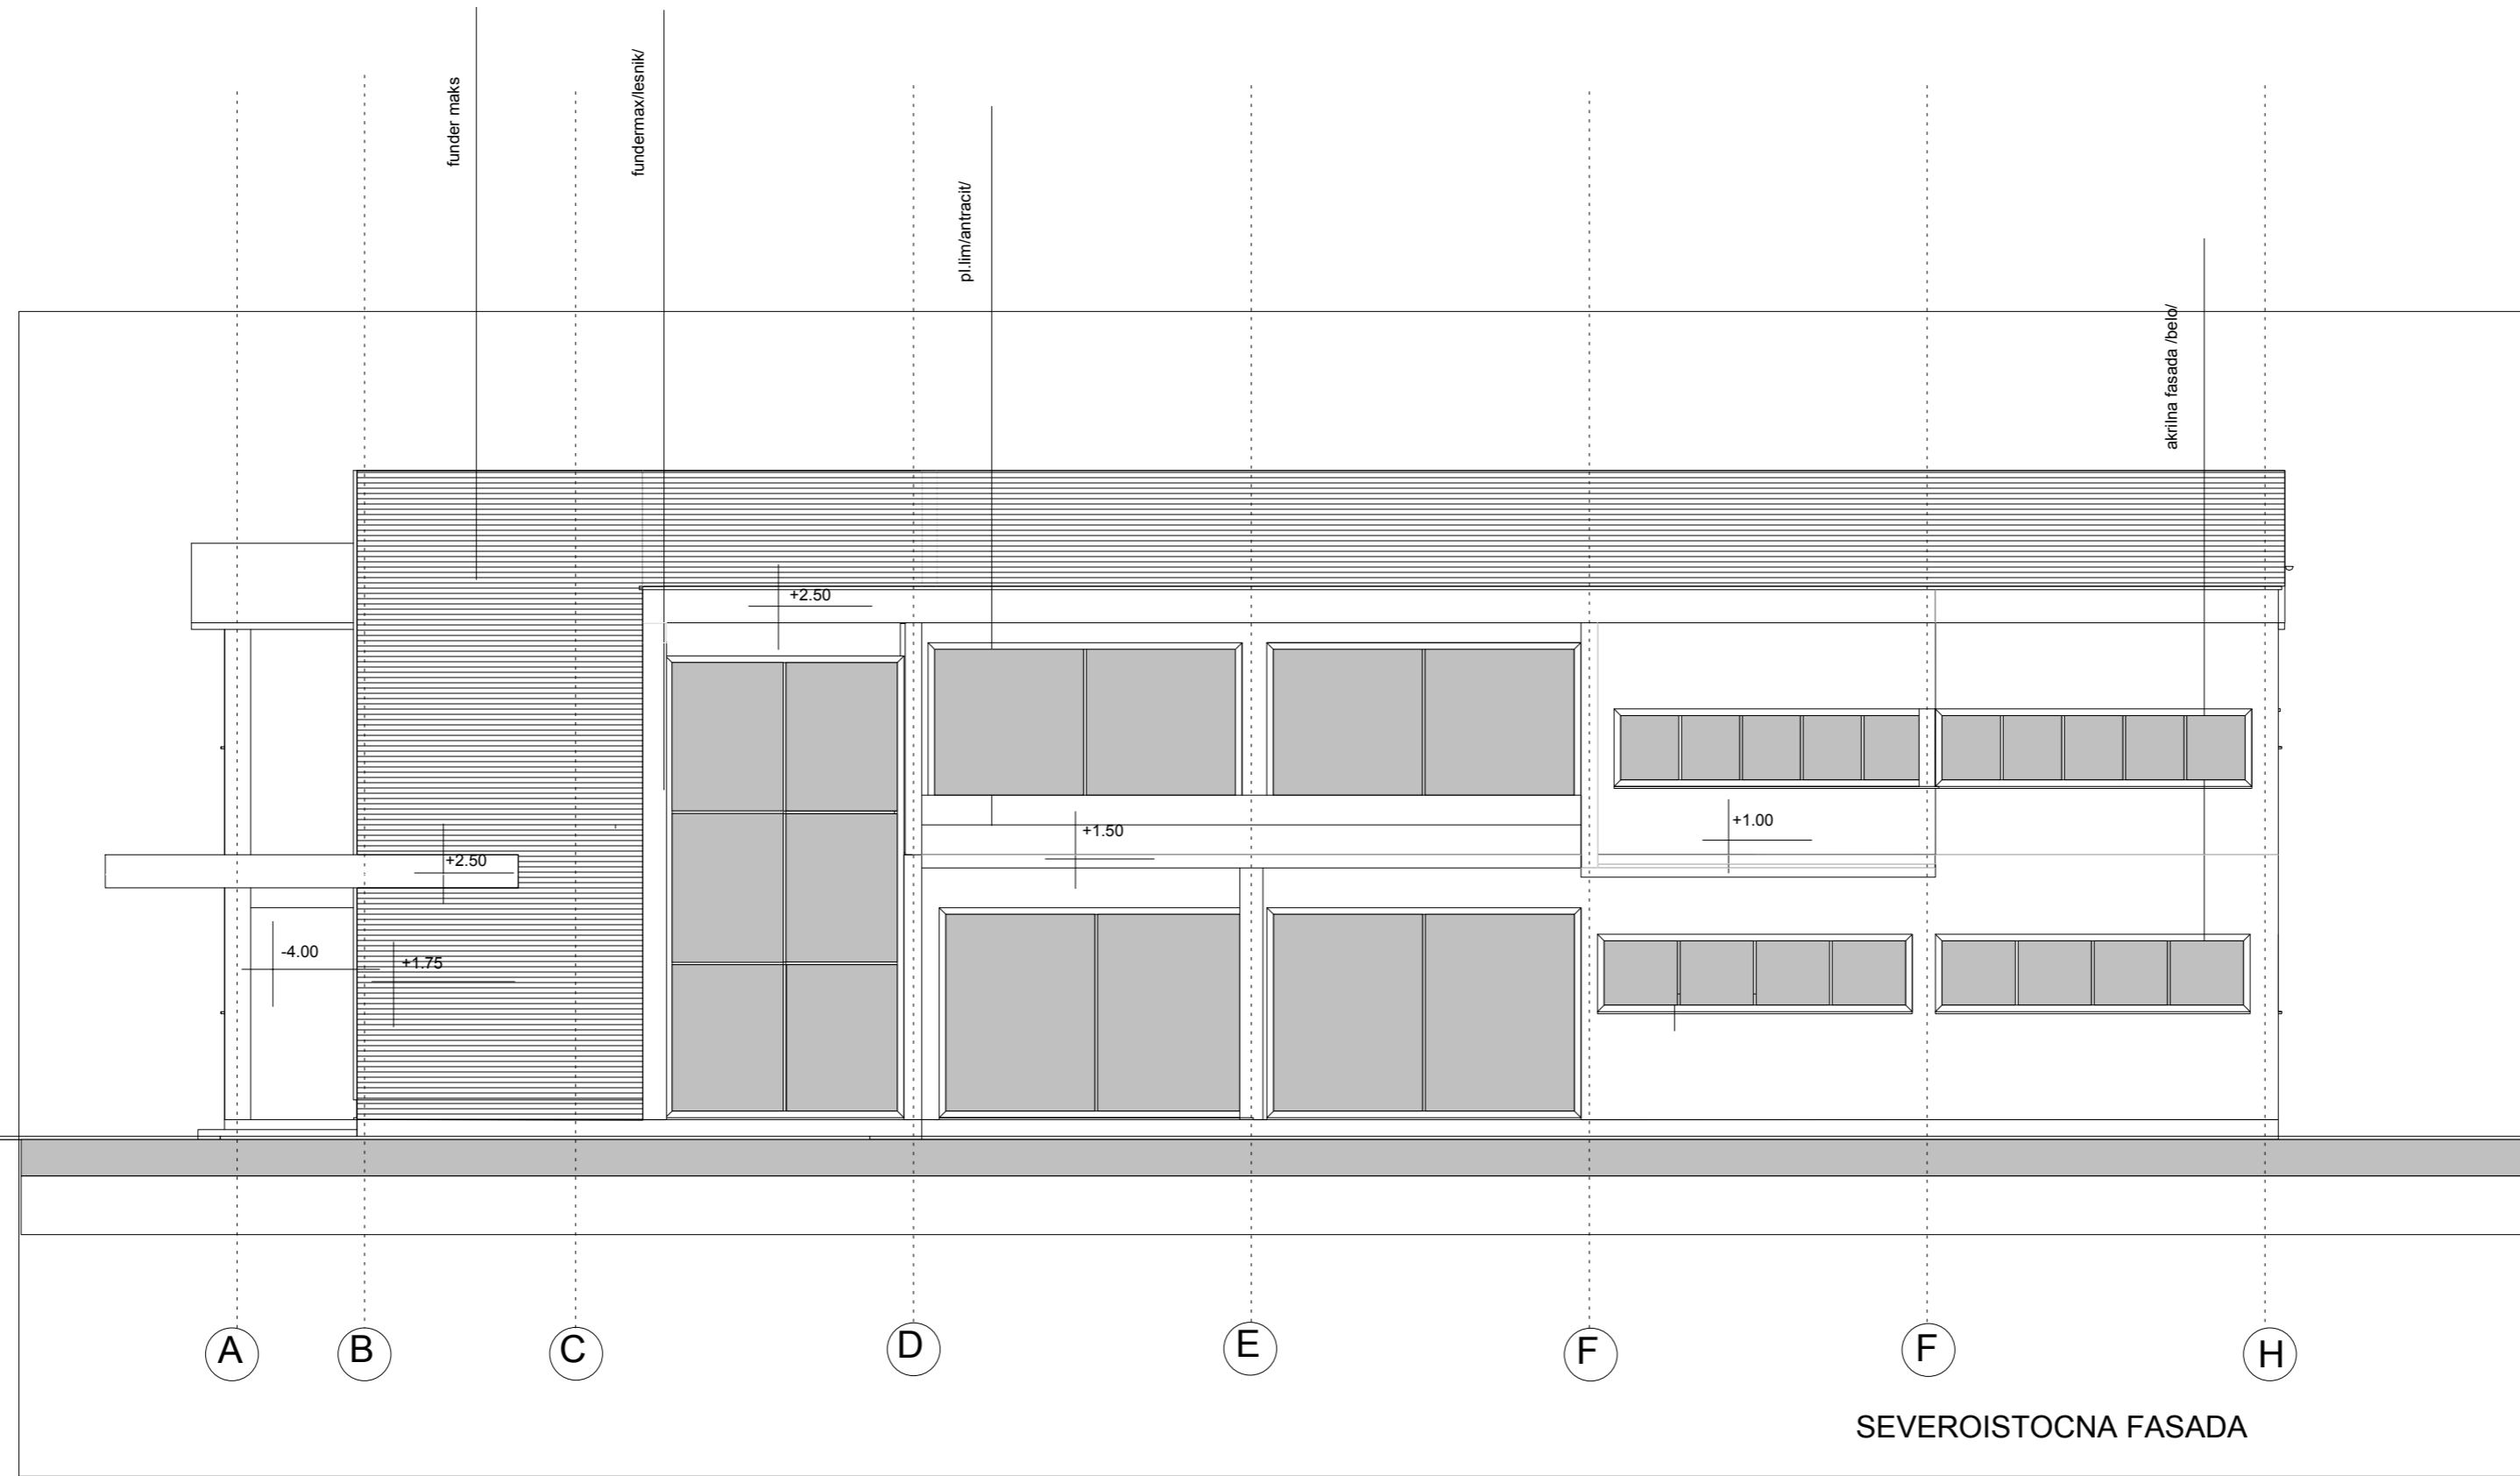 funder maks
fundermax/lesnik/
pl.lim/antracit/
akrilna fasada /belo/
+2.50
+1.50
+1.00
+2.50
-4.00
+1.75
A
B
C
D
E
F
F
H
SEVEROISTOCNA FASADA